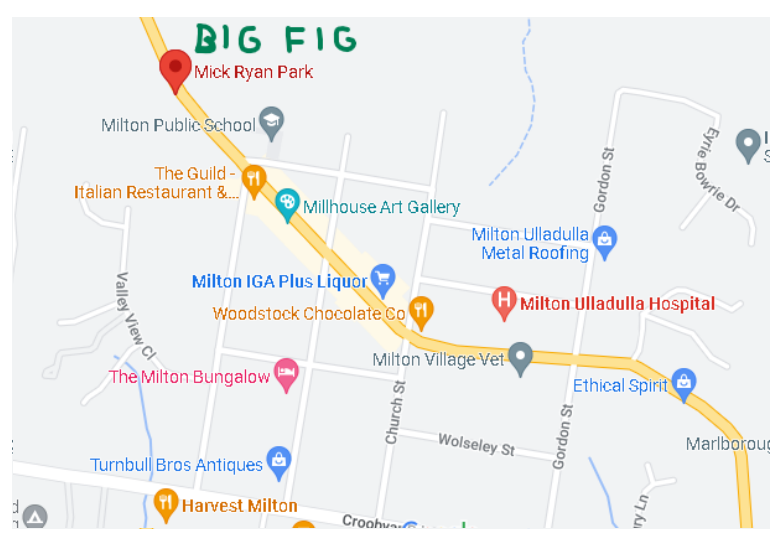 BIG FIG
Mick Ryan Park
Milton Public School
The Guild -
Italian Restaurant &...
Millhouse Art Gallery
Gordon St
Eyrie Bowrie Dr
Milton Ulladulla
Metal Roofing
Milton IGA Plus Liquor
Milton Ulladulla Hospital
Woodstock Chocolate Co
Valley View Cl
Milton Village Vet
The Milton Bungalow
Ethical Spirit
Church St
Gordon St
Wolseley St
Turnbull Bros Antiques
Harvest Milton